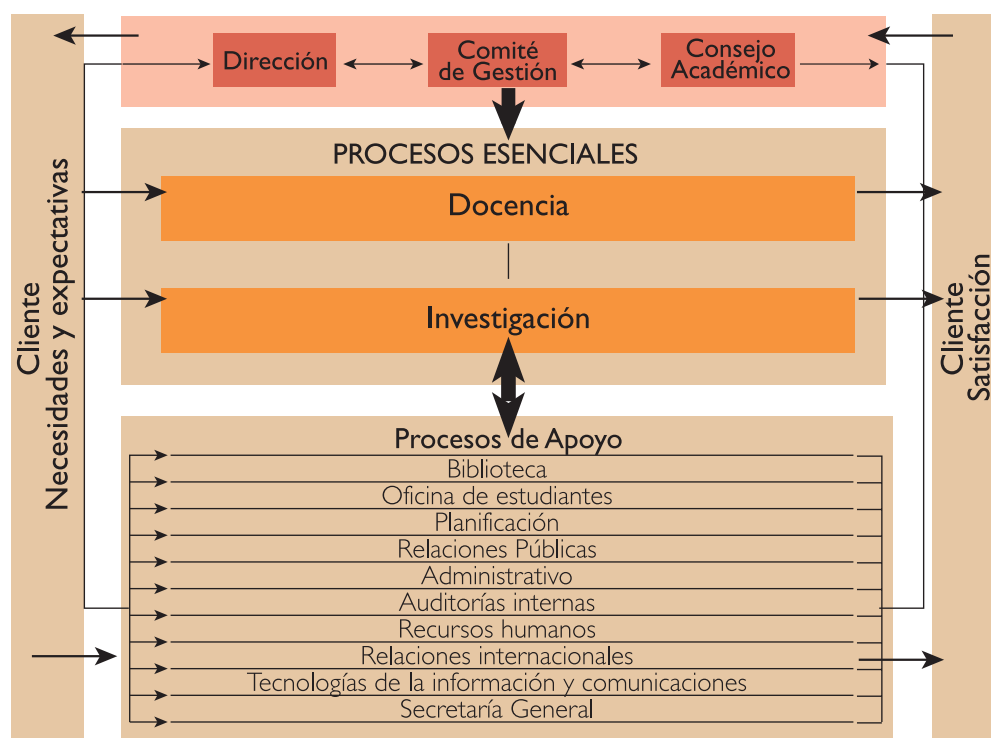 Dirección
Comité
de Gestión
Consejo
Académico
PROCESOS ESENCIALES
Docencia
Investigación
Cliente
Necesidades y expectativas
Cliente
Satisfacción
Procesos de Apoyo
Biblioteca
Oficina de estudiantes
Planificación
Relaciones Públicas
Administrativo
Auditorías internas
Recursos humanos
Relaciones internacionales
Tecnologías de la información y comunicaciones
Secretaría General